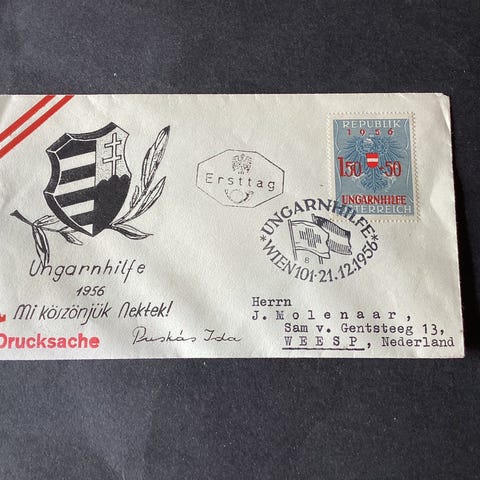 Ungarnhilfe
1956
Mi köszönjük Nektek!
Drucksache
Puskás Ida
Ersttag
REPUBLIK
1956
1.50 + 50
UNGARNHILFE
ÖSTERREICH
*UNGARNHILFE*
8
WIEN 101·21.12.1956
Herrn
J. Molenaar,
Sam v. Gentsteeg 13,
WEESP, Nederland